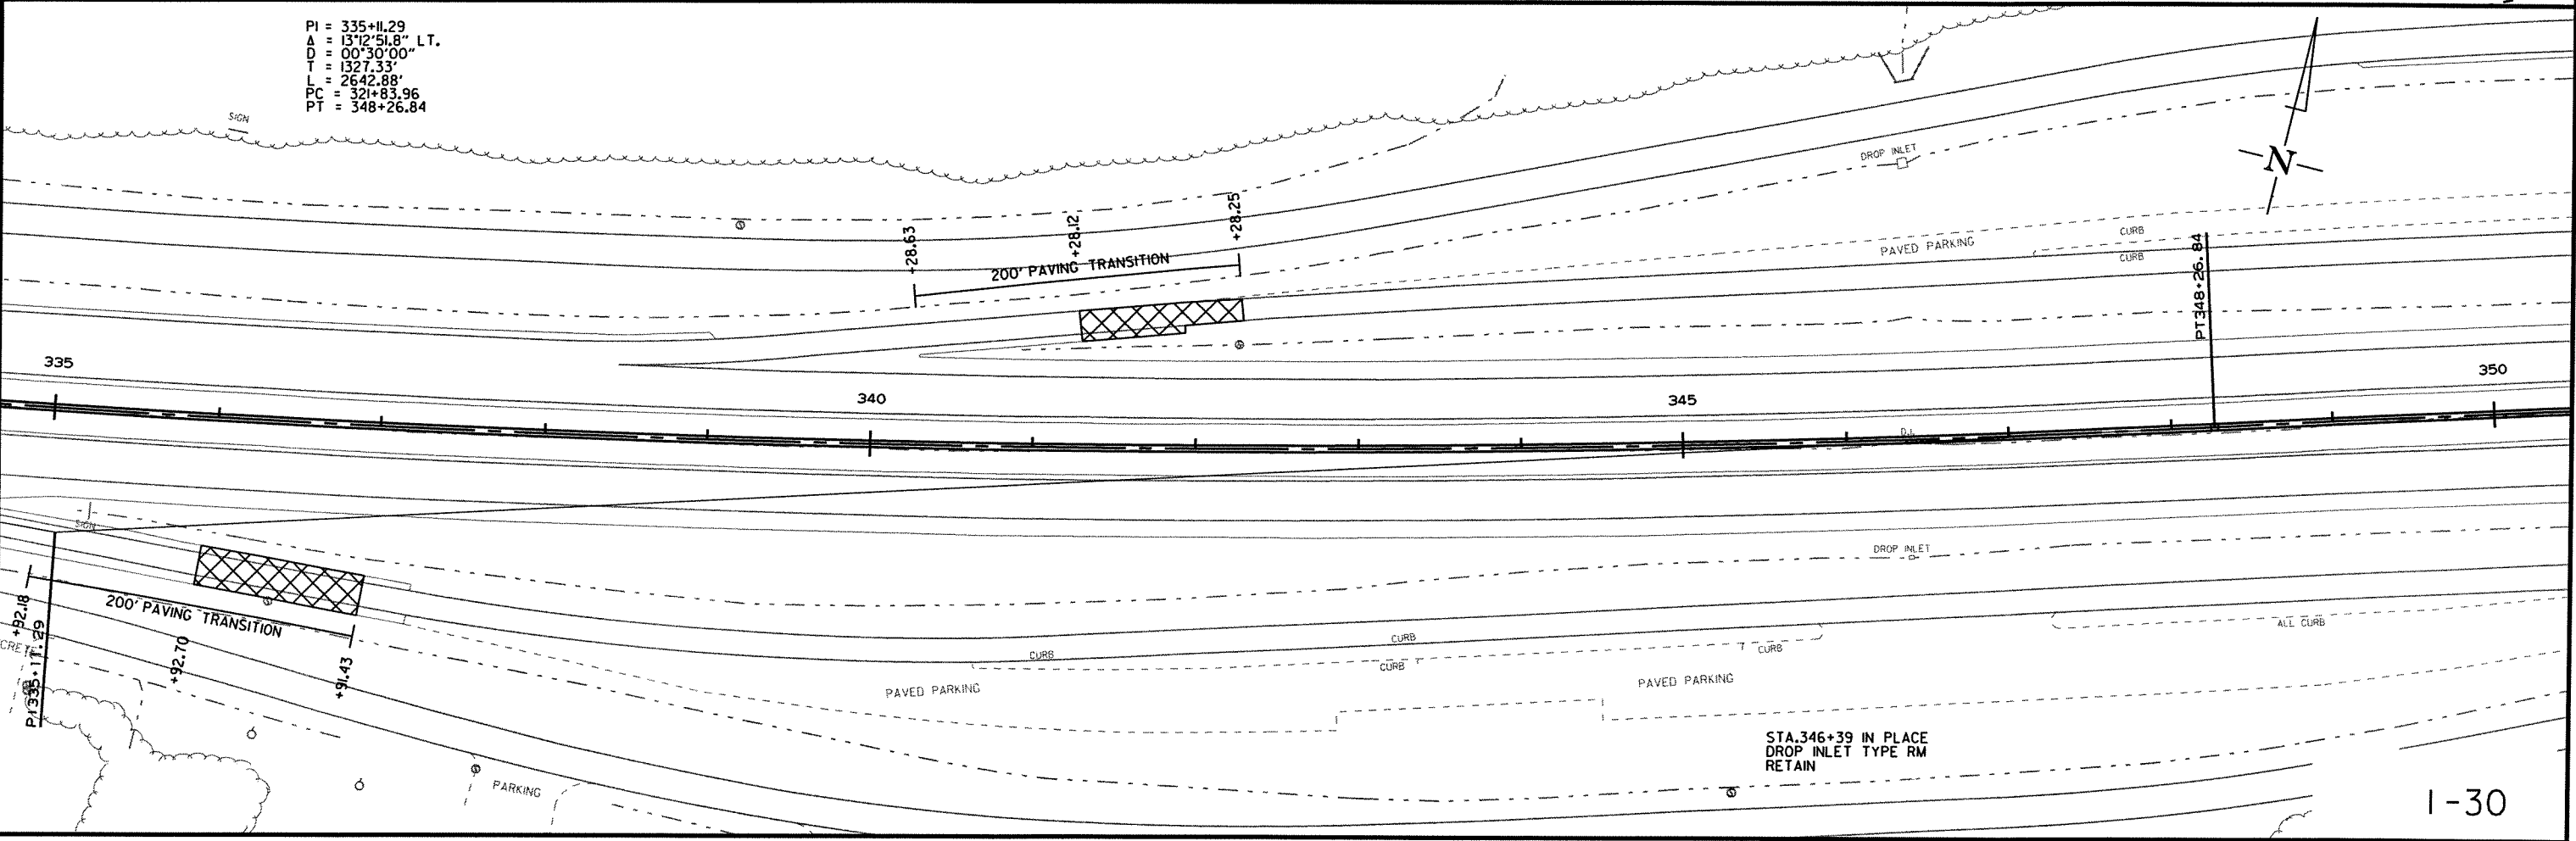 PI = 335+11.29
Δ = 13°12'51.8" LT.
D = 00°30'00"
T = 1327.33'
L = 2642.88'
PC = 321+83.96
PT = 348+26.84
SIGN
DROP INLET
N
+28.63
+28.12
+28.25
200' PAVING TRANSITION
PAVED PARKING
CURB
CURB
PT348+26.84
335
340
345
350
D.I.
SIGN
DROP INLET
200' PAVING TRANSITION
+92.18
PI335+11.29
+92.70
+91.43
CURB
CURB
CURB
CURB
ALL CURB
PAVED PARKING
PAVED PARKING
CRETE
PARKING
STA.346+39 IN PLACE
DROP INLET TYPE RM
RETAIN
I-30